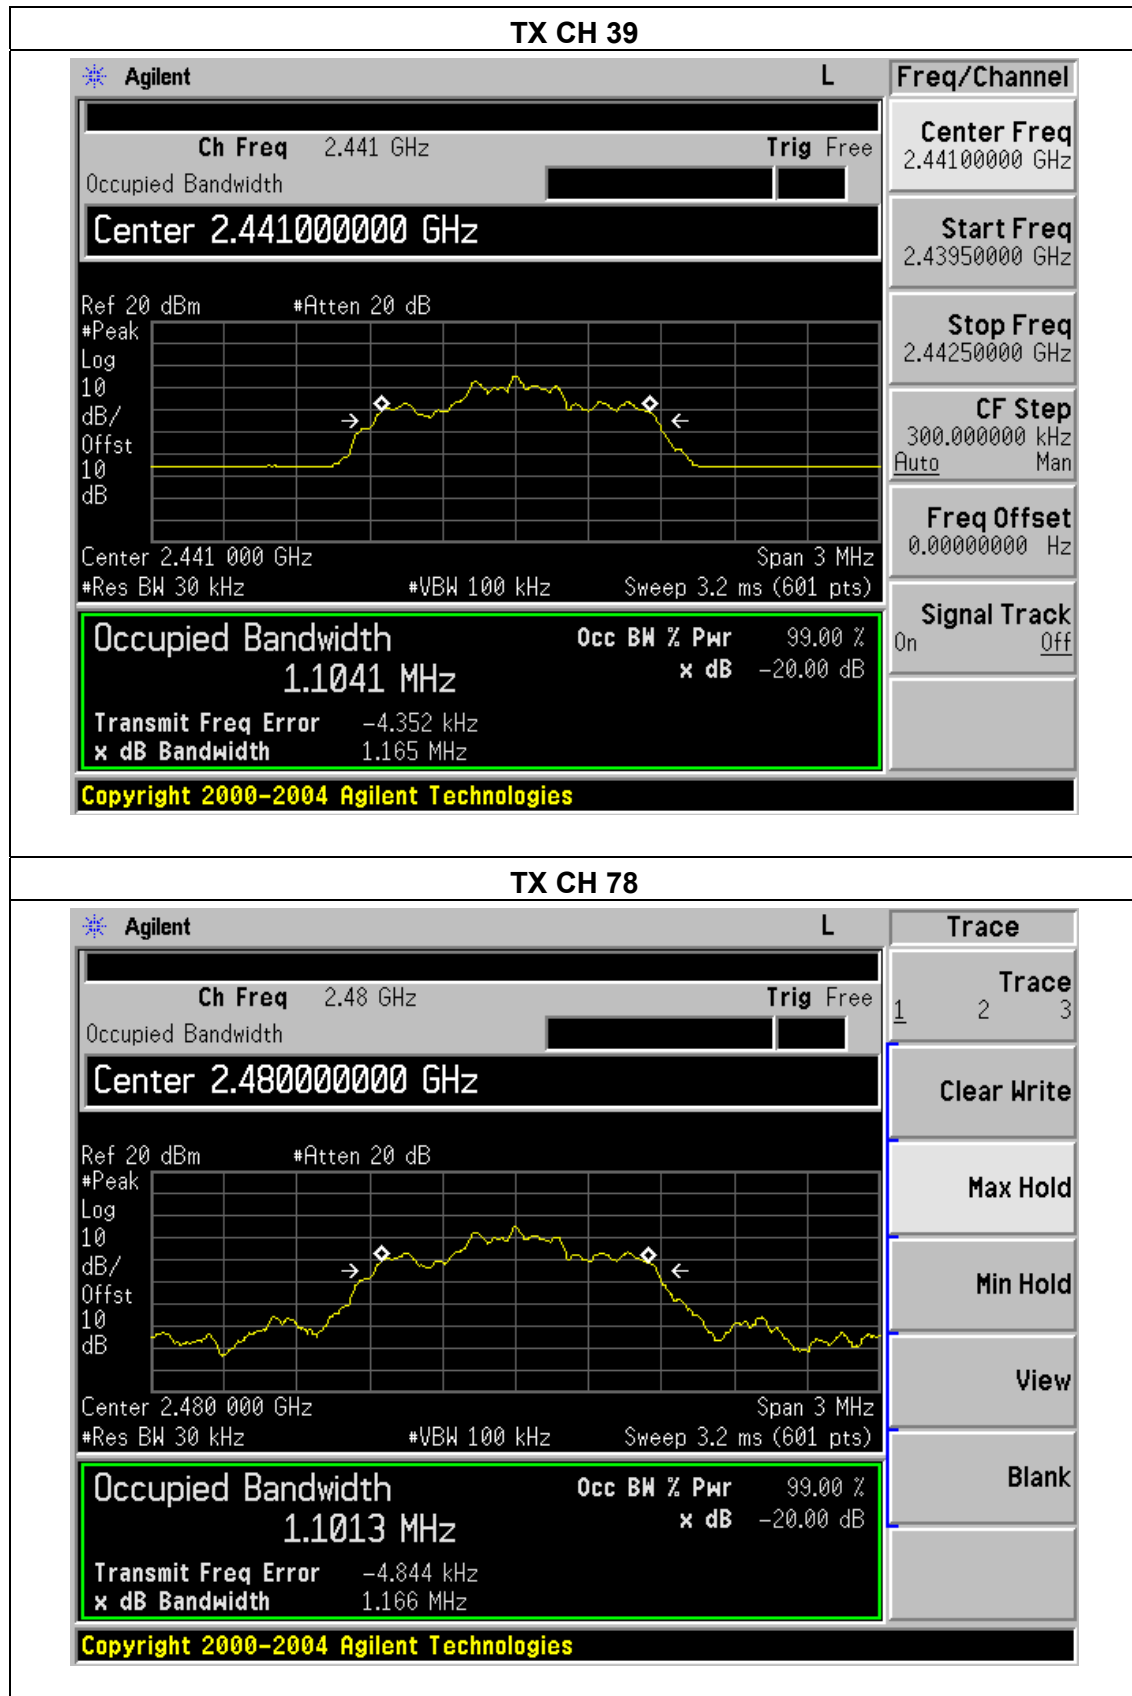 TX CH 39
Agilent L Freq/Channel
Ch Freq 2.441 GHz Trig Free
Occupied Bandwidth
Center 2.441000000 GHz
Ref 20 dBm #Atten 20 dB
#Peak
Log
10
dB/
Offst
10
dB
Center 2.441 000 GHz Span 3 MHz
#Res BW 30 kHz #VBW 100 kHz Sweep 3.2 ms (601 pts)
Occupied Bandwidth Occ BW % Pwr 99.00 %
1.1041 MHz x dB -20.00 dB
Transmit Freq Error -4.352 kHz
x dB Bandwidth 1.165 MHz
Copyright 2000-2004 Agilent Technologies
Center Freq
2.44100000 GHz
Start Freq
2.43950000 GHz
Stop Freq
2.44250000 GHz
CF Step
300.000000 kHz
Auto Man
Freq Offset
0.00000000 Hz
Signal Track
On Off
TX CH 78
Agilent L Trace
Ch Freq 2.48 GHz Trig Free
Occupied Bandwidth
Center 2.480000000 GHz
Ref 20 dBm #Atten 20 dB
#Peak
Log
10
dB/
Offst
10
dB
Center 2.480 000 GHz Span 3 MHz
#Res BW 30 kHz #VBW 100 kHz Sweep 3.2 ms (601 pts)
Occupied Bandwidth Occ BW % Pwr 99.00 %
1.1013 MHz x dB -20.00 dB
Transmit Freq Error -4.844 kHz
x dB Bandwidth 1.166 MHz
Copyright 2000-2004 Agilent Technologies
Trace
1 2 3
Clear Write
Max Hold
Min Hold
View
Blank